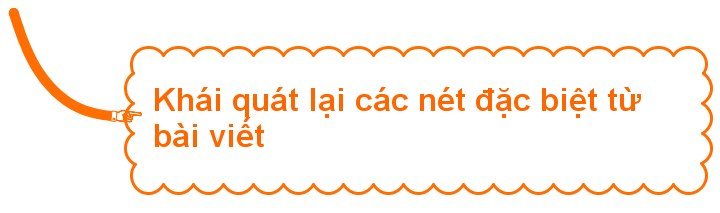 Khái quát lại các nét đặc biệt từ
bài viết